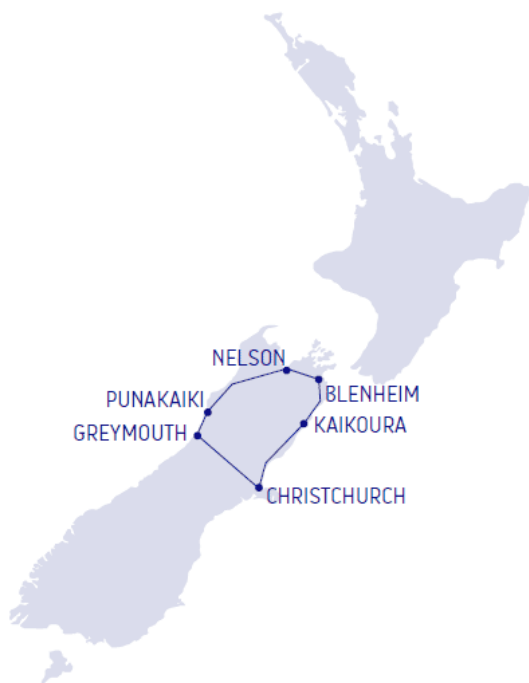 NELSON
BLENHEIM
PUNAKAIKI
KAIKOURA
GREYMOUTH
CHRISTCHURCH